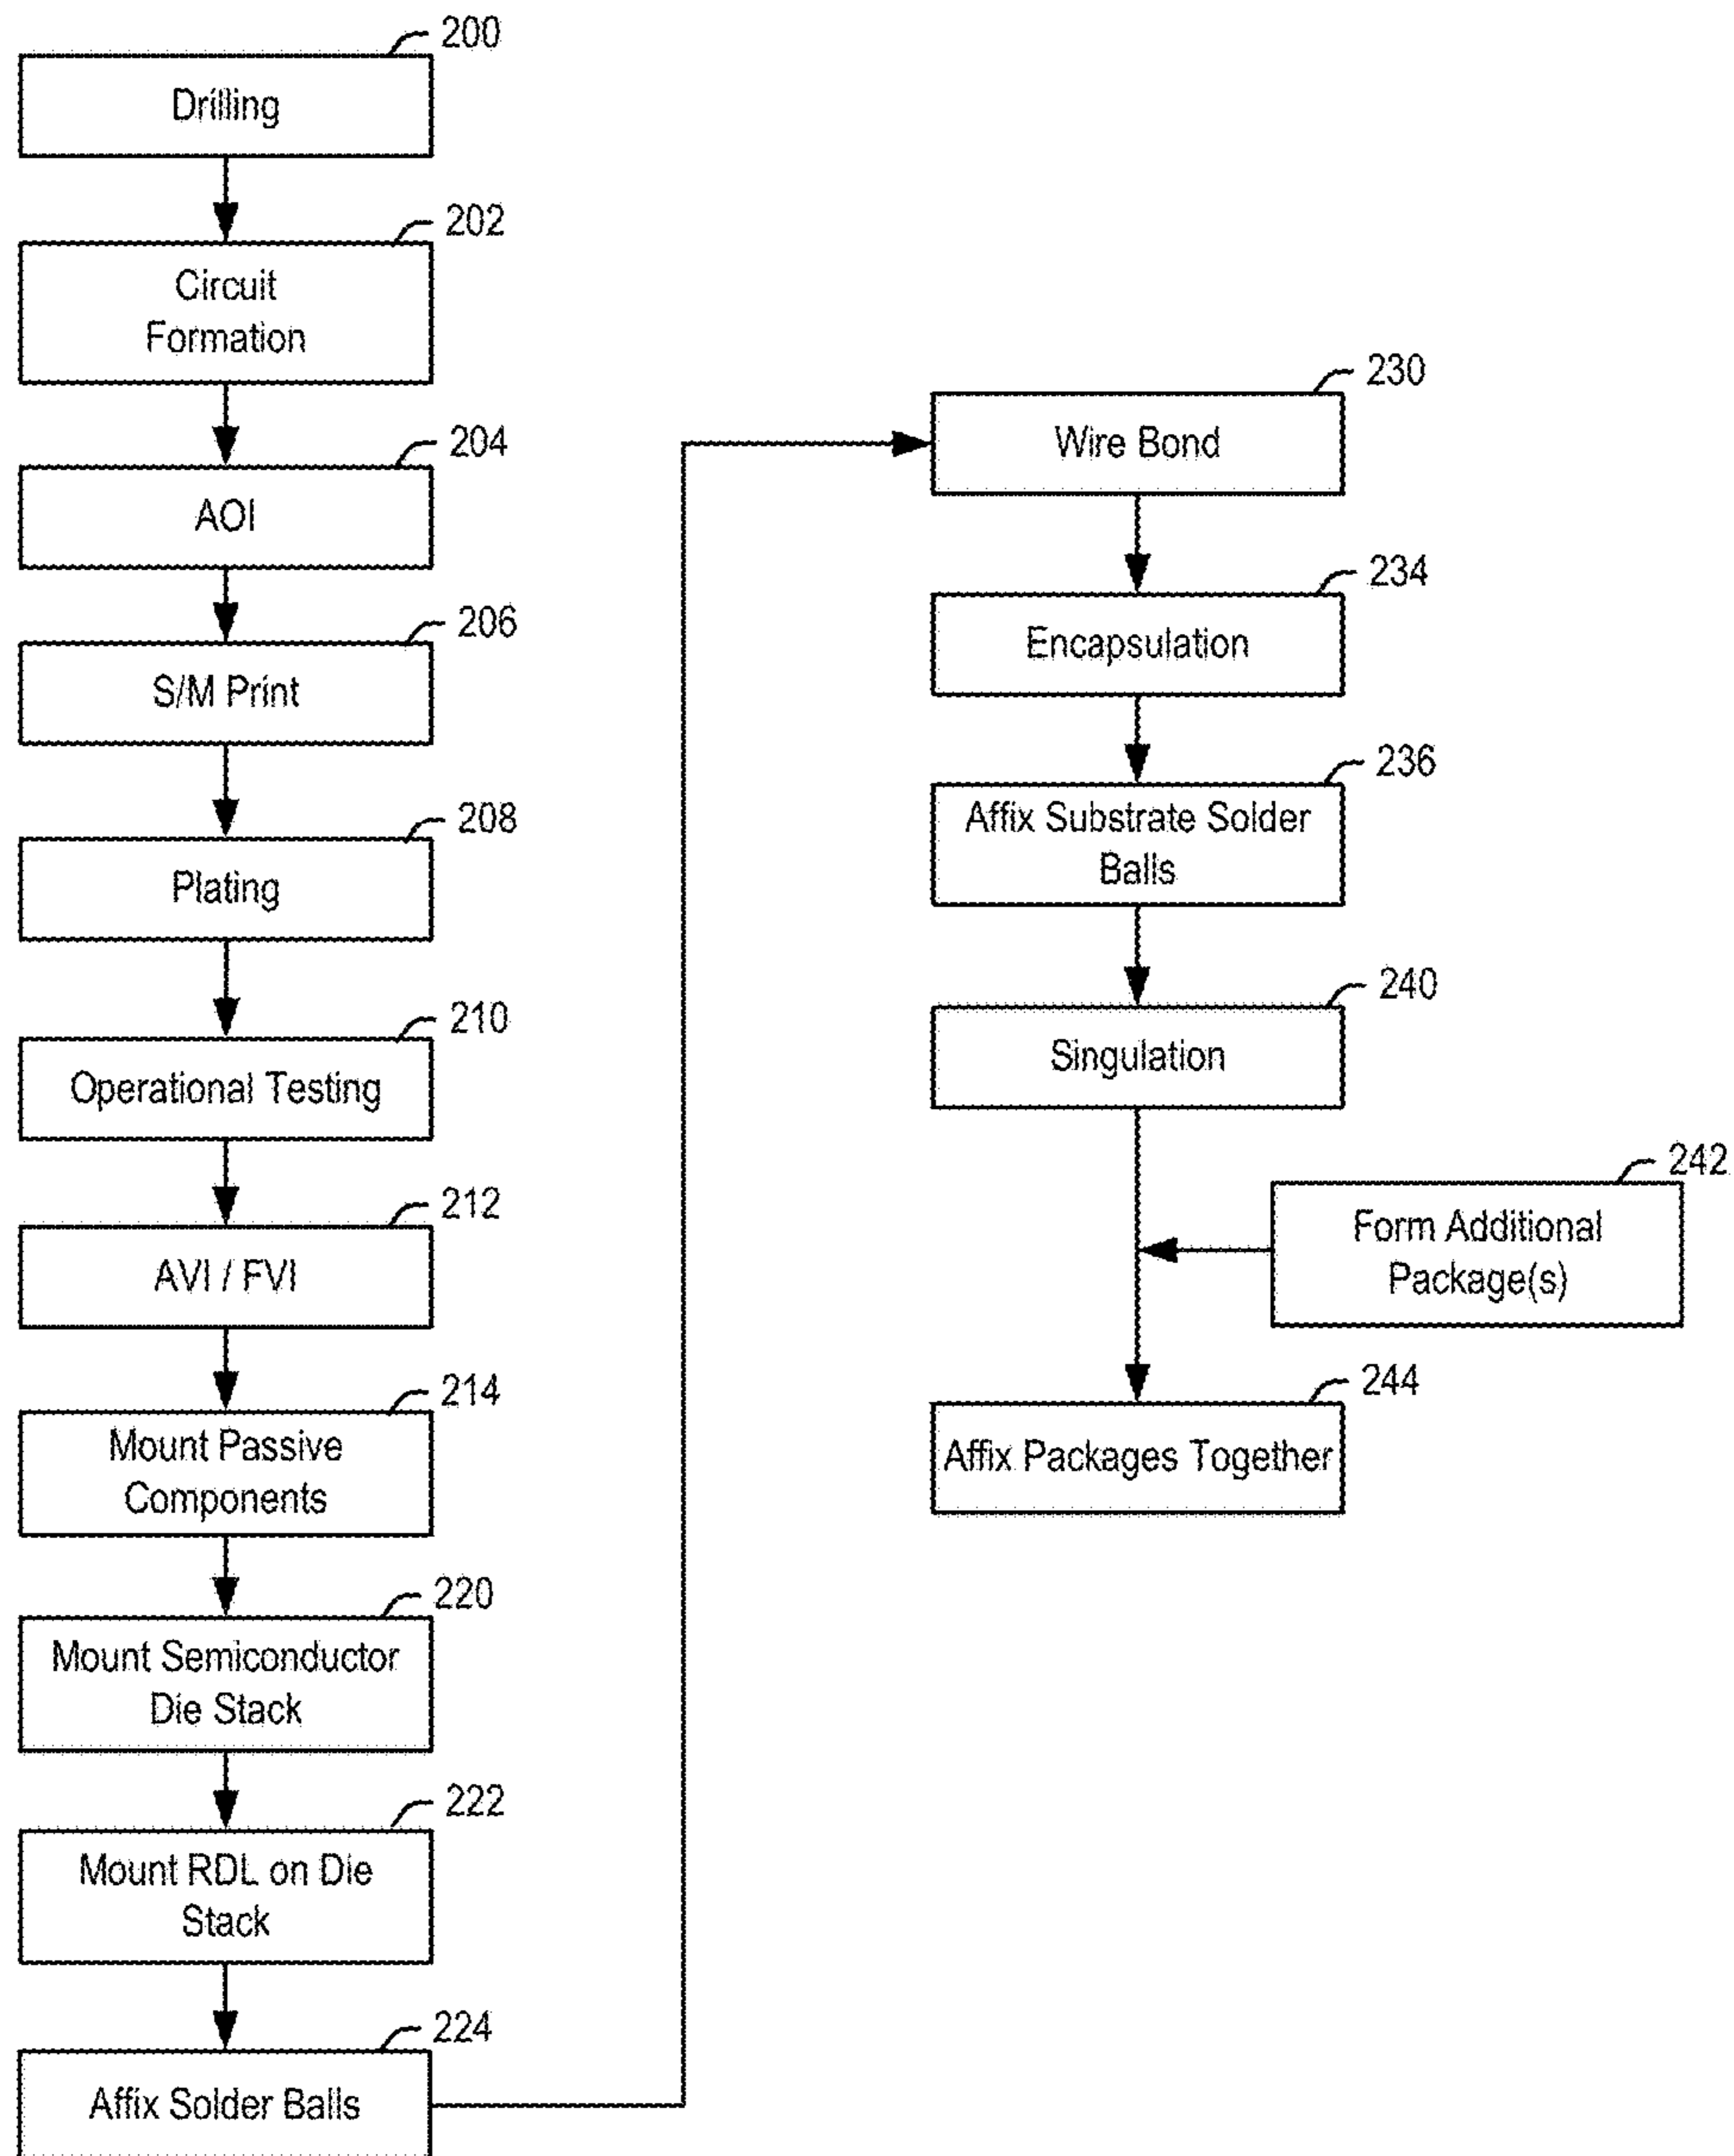 200
Drilling
202
Circuit
Formation
204
AOI
206
S/M Print
208
Plating
210
Operational Testing
212
AVI / FVI
214
Mount Passive
Components
220
Mount Semiconductor
Die Stack
222
Mount RDL on Die
Stack
224
Affix Solder Balls
230
Wire Bond
234
Encapsulation
236
Affix Substrate Solder
Balls
240
Singulation
242
Form Additional
Package(s)
244
Affix Packages Together